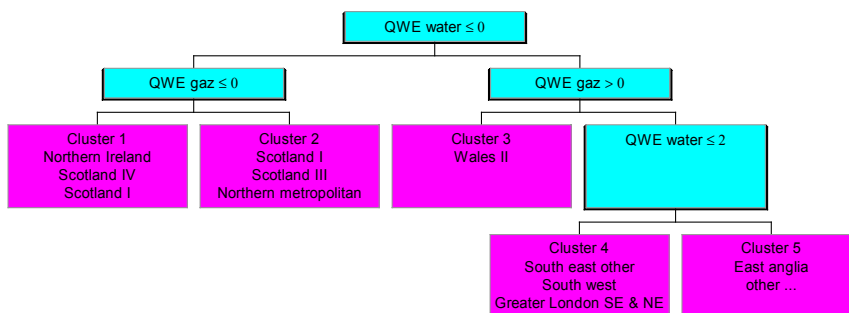 QWE water ≤ 0
QWE gaz ≤ 0
QWE gaz > 0
Cluster 1
Northern Ireland
Scotland IV
Scotland I
Cluster 2
Scotland I
Scotland III
Northern metropolitan
Cluster 3
Wales II
QWE water ≤ 2
Cluster 4
South east other
South west
Greater London SE & NE
Cluster 5
East anglia
other ...